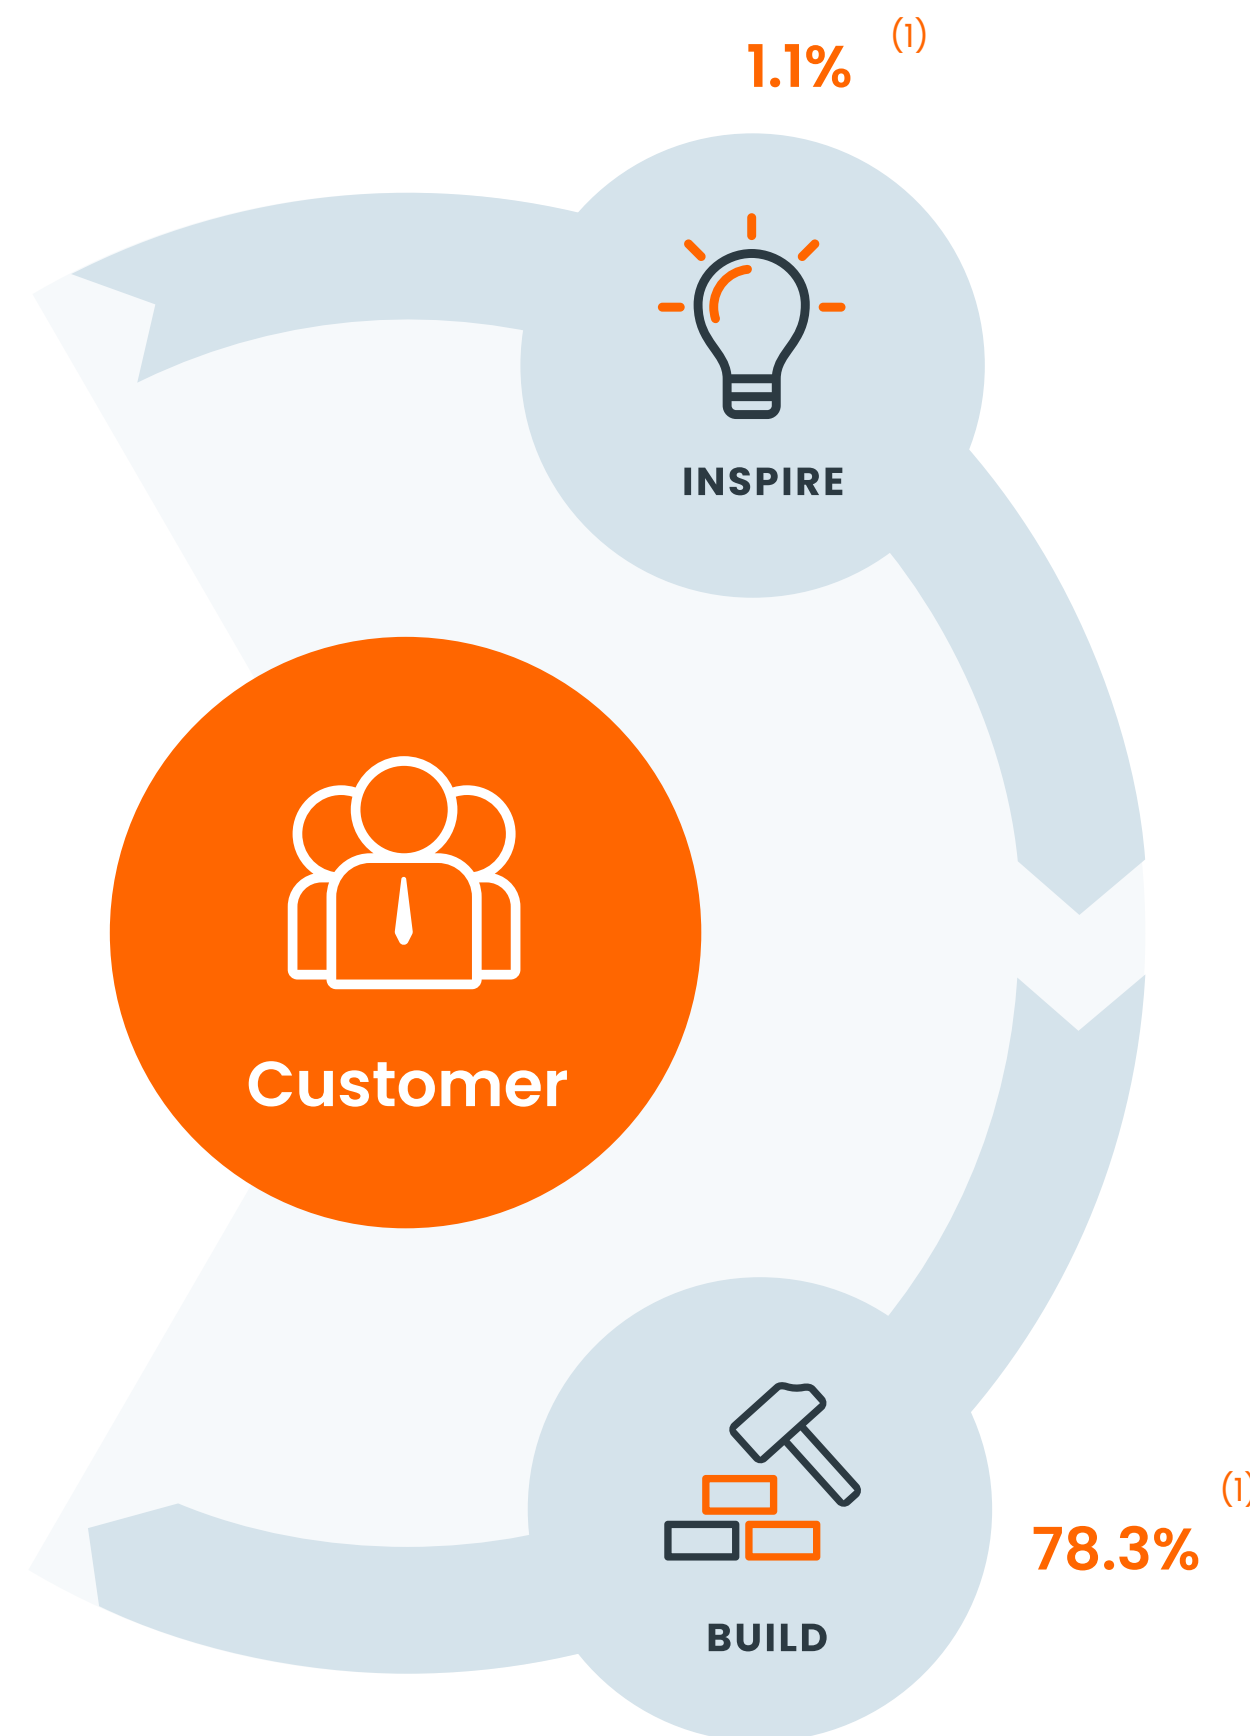 1.1% (1)
INSPIRE
Customer
78.3% (1)
BUILD